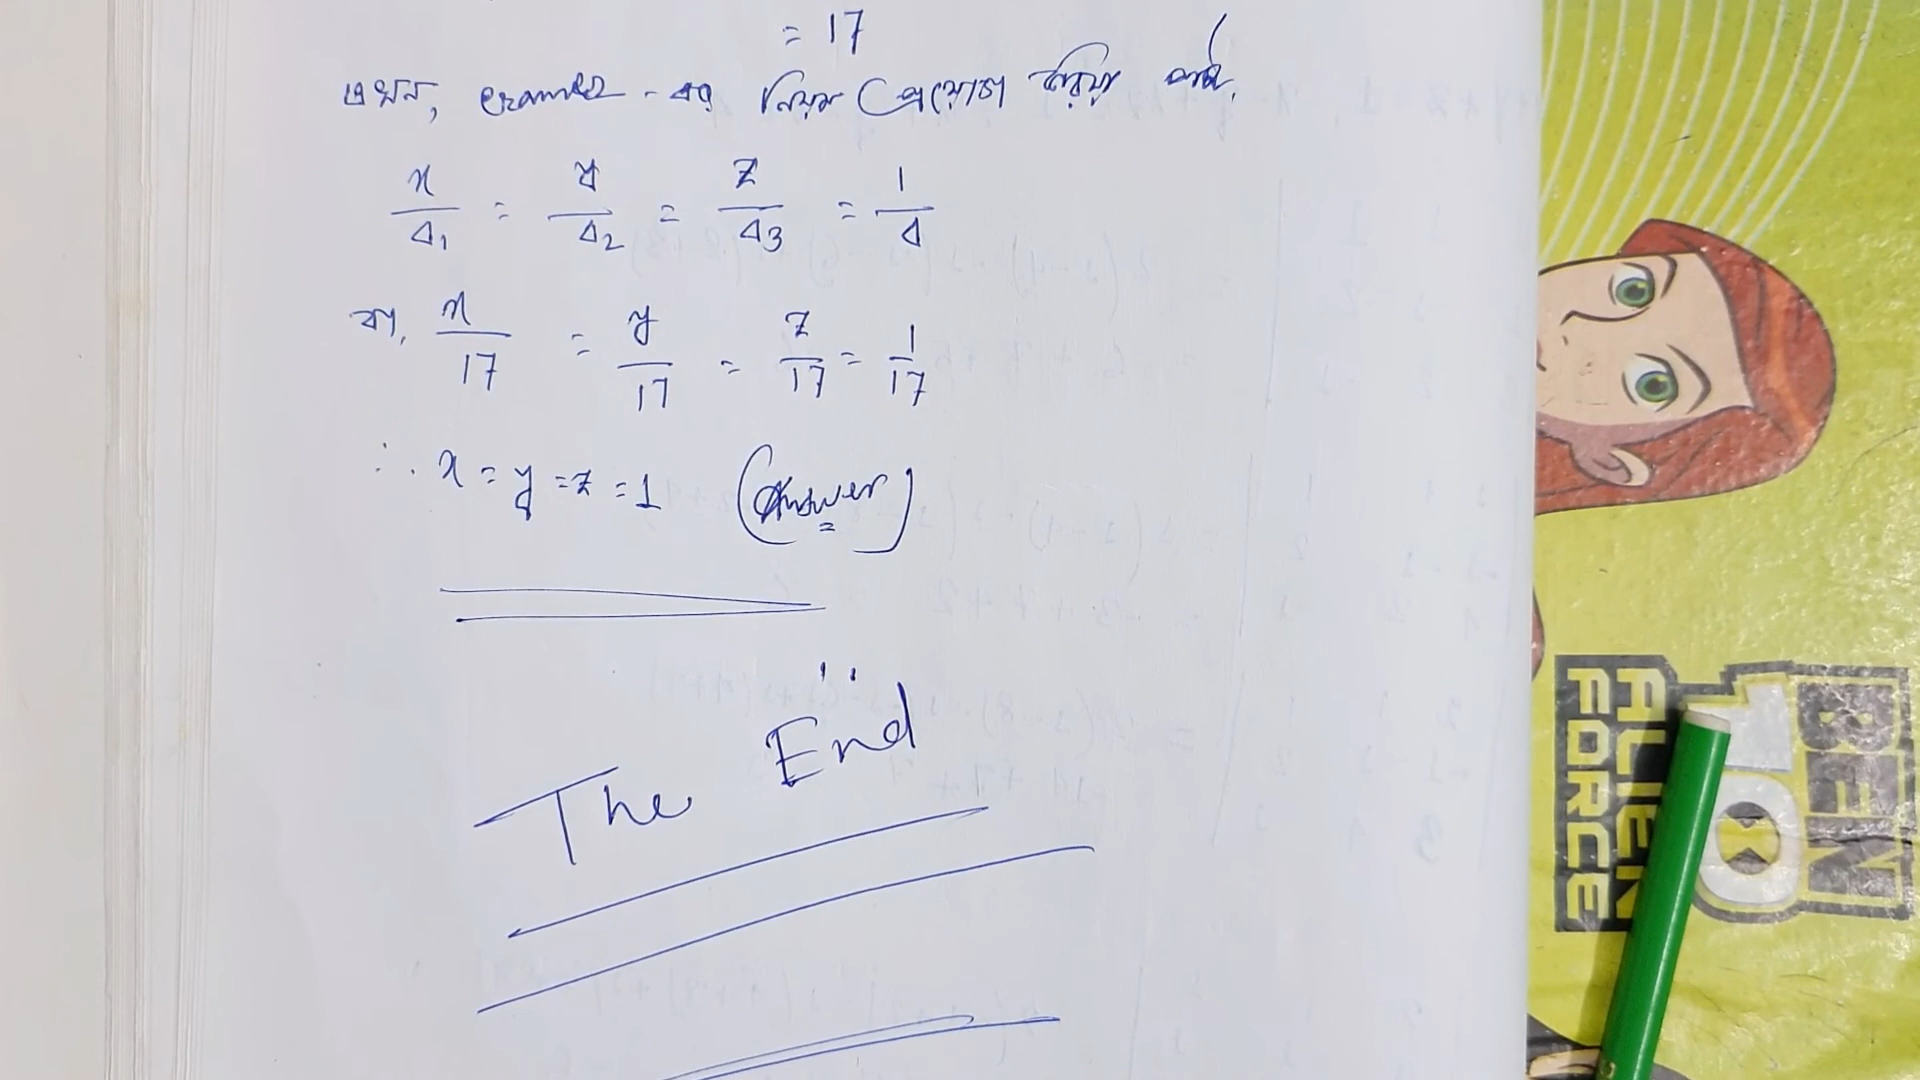 = 17
এখন, cramer - এর নিয়ম প্রয়োগ করিয়া পাই,
x/Δ₁ = y/Δ₂ = z/Δ₃ = 1/Δ
বা, x/17 = y/17 = z/17 = 1/17
∴ x = y = z = 1 (Answer)
The End
BEN 10
ALIEN FORCE